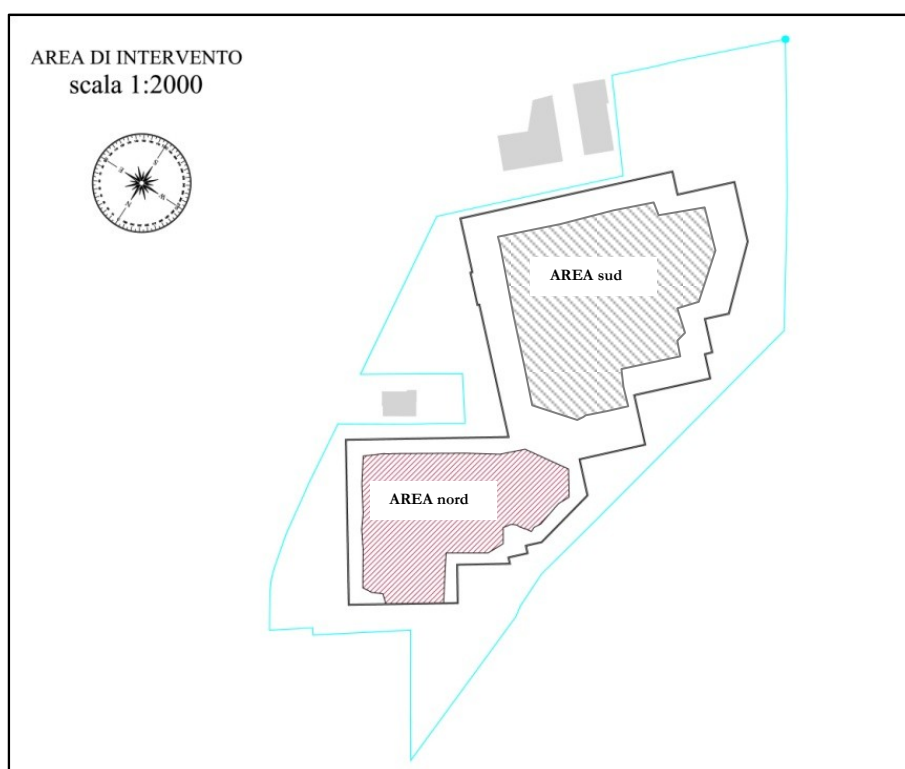 AREA DI INTERVENTO
scala 1:2000
S
E
W
N
AREA sud
AREA nord